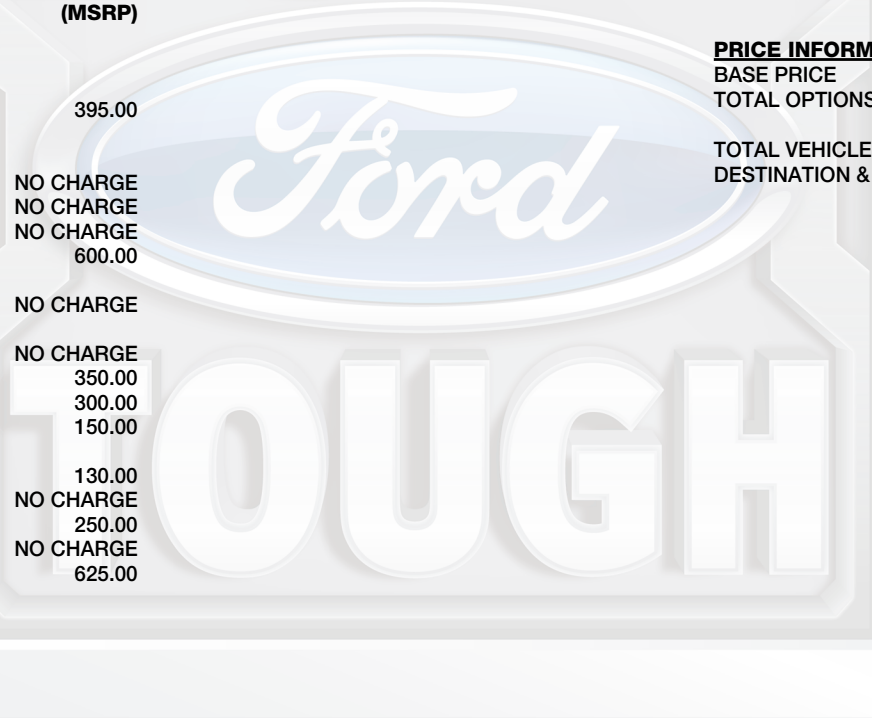 (MSRP)
395.00
NO CHARGE
NO CHARGE
NO CHARGE
600.00
NO CHARGE
NO CHARGE
350.00
300.00
150.00
130.00
NO CHARGE
250.00
NO CHARGE
625.00
PRICE INFORM
BASE PRICE
TOTAL OPTIONS
TOTAL VEHICLE
DESTINATION &
Ford
TOUGH